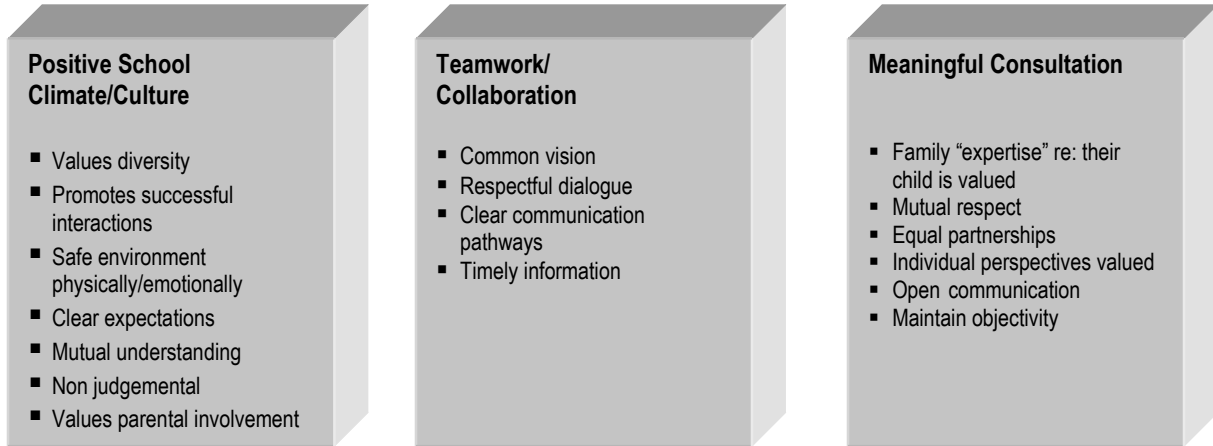 Positive School
Climate/Culture
▪ Values diversity
▪ Promotes successful
interactions
▪ Safe environment
physically/emotionally
▪ Clear expectations
▪ Mutual understanding
▪ Non judgemental
▪ Values parental involvement
Teamwork/
Collaboration
▪ Common vision
▪ Respectful dialogue
▪ Clear communication
pathways
▪ Timely information
Meaningful Consultation
▪ Family “expertise” re: their
child is valued
▪ Mutual respect
▪ Equal partnerships
▪ Individual perspectives valued
▪ Open communication
▪ Maintain objectivity